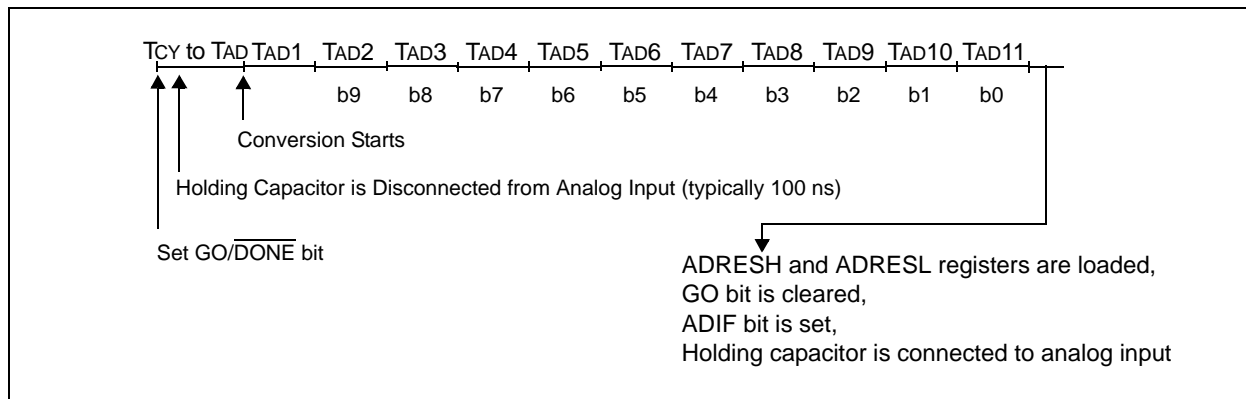 TCY to TAD TAD1 TAD2 TAD3 TAD4 TAD5 TAD6 TAD7 TAD8 TAD9 TAD10 TAD11
b9 b8 b7 b6 b5 b4 b3 b2 b1 b0
Conversion Starts
Holding Capacitor is Disconnected from Analog Input (typically 100 ns)
Set GO/DONE bit
ADRESH and ADRESL registers are loaded,
GO bit is cleared,
ADIF bit is set,
Holding capacitor is connected to analog input